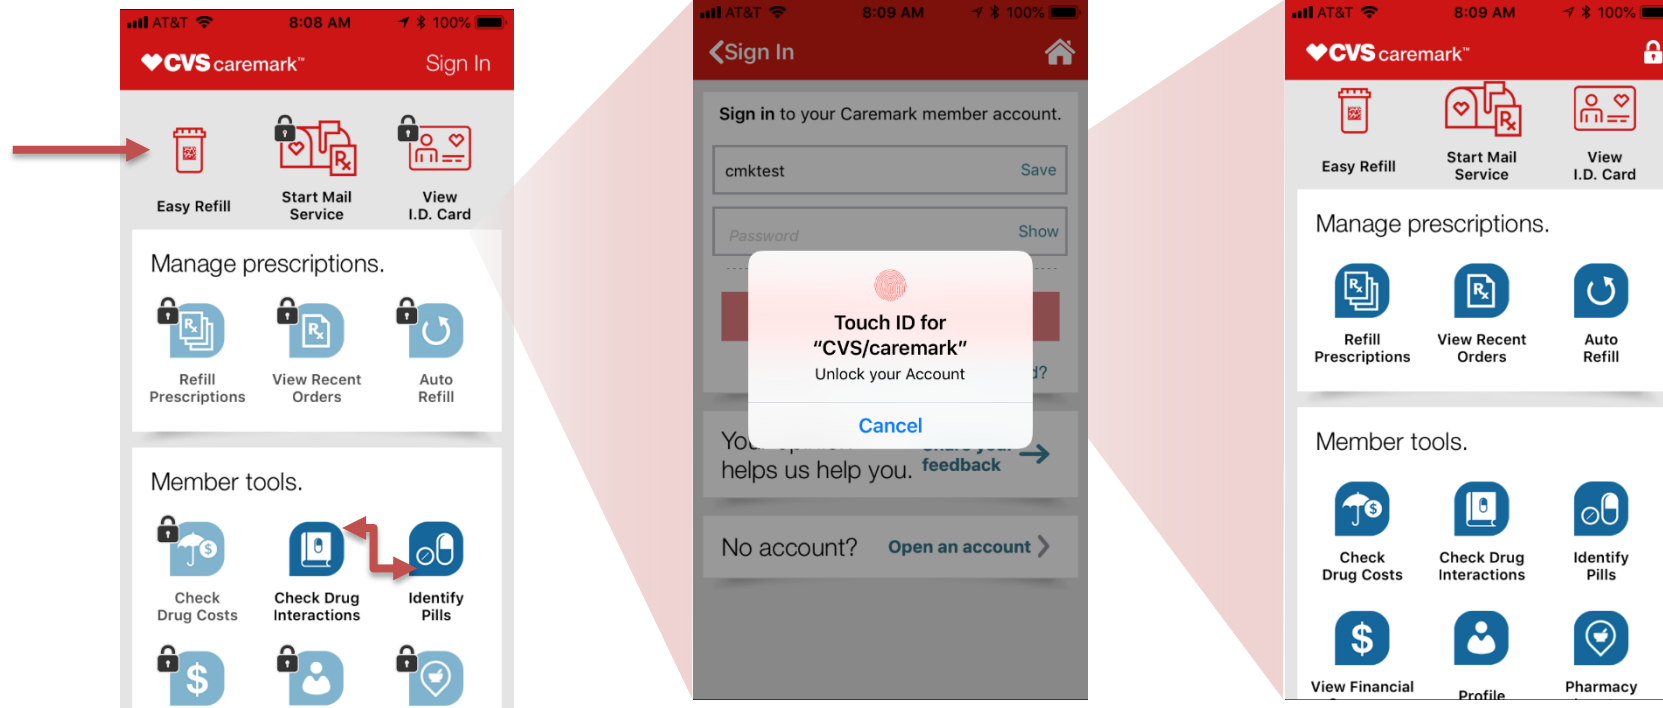 AT&T 8:08 AM 100%
CVS caremark™ Sign In
Easy Refill
Start Mail
Service
View
I.D. Card
Manage prescriptions.
Refill
Prescriptions
View Recent
Orders
Auto
Refill
Member tools.
Check
Drug Costs
Check Drug
Interactions
Identify
Pills
AT&T 8:09 AM 100%
Sign In
Sign in to your Caremark member account.
cmktest Save
Password Show
Touch ID for
“CVS/caremark”
Unlock your Account
d?
Cancel
helps us help you.
feedback
No account? Open an account
AT&T 8:09 AM 100%
CVS caremark™
Easy Refill
Start Mail
Service
View
I.D. Card
Manage prescriptions.
Refill
Prescriptions
View Recent
Orders
Auto
Refill
Member tools.
Check
Drug Costs
Check Drug
Interactions
Identify
Pills
View Financial
Profile
Pharmacy